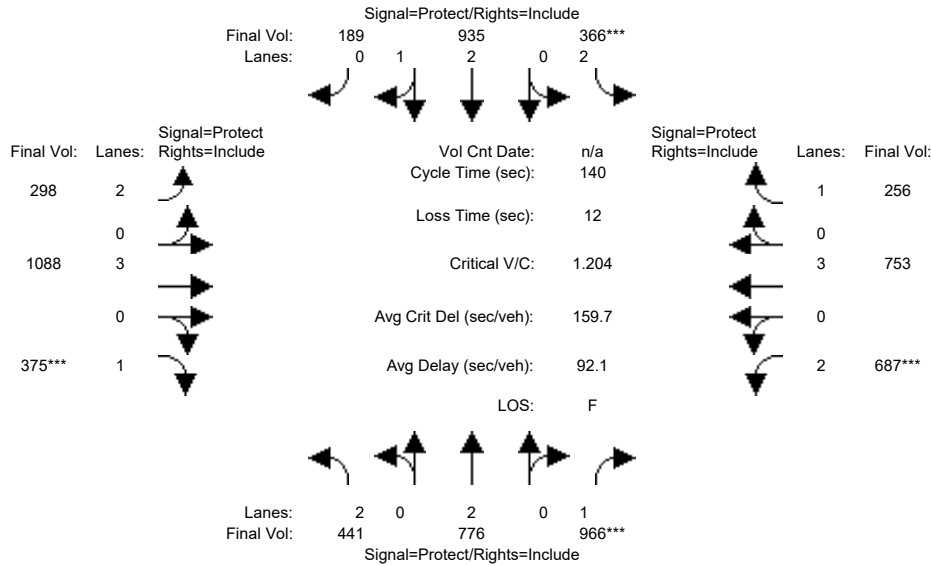 Signal=Protect/Rights=Include
Final Vol: 189 935 366***
Lanes: 0 1 2 0 2
Signal=Protect Signal=Protect
Final Vol: Lanes: Rights=Include Vol Cnt Date: n/a Rights=Include Lanes: Final Vol:
Cycle Time (sec): 140
298 2 1 256
Loss Time (sec): 12
0 0
1088 3 Critical V/C: 1.204 3 753
0 Avg Crit Del (sec/veh): 159.7 0
375*** 1 Avg Delay (sec/veh): 92.1 2 687***
LOS: F
Lanes: 2 0 2 0 1
Final Vol: 441 776 966***
Signal=Protect/Rights=Include